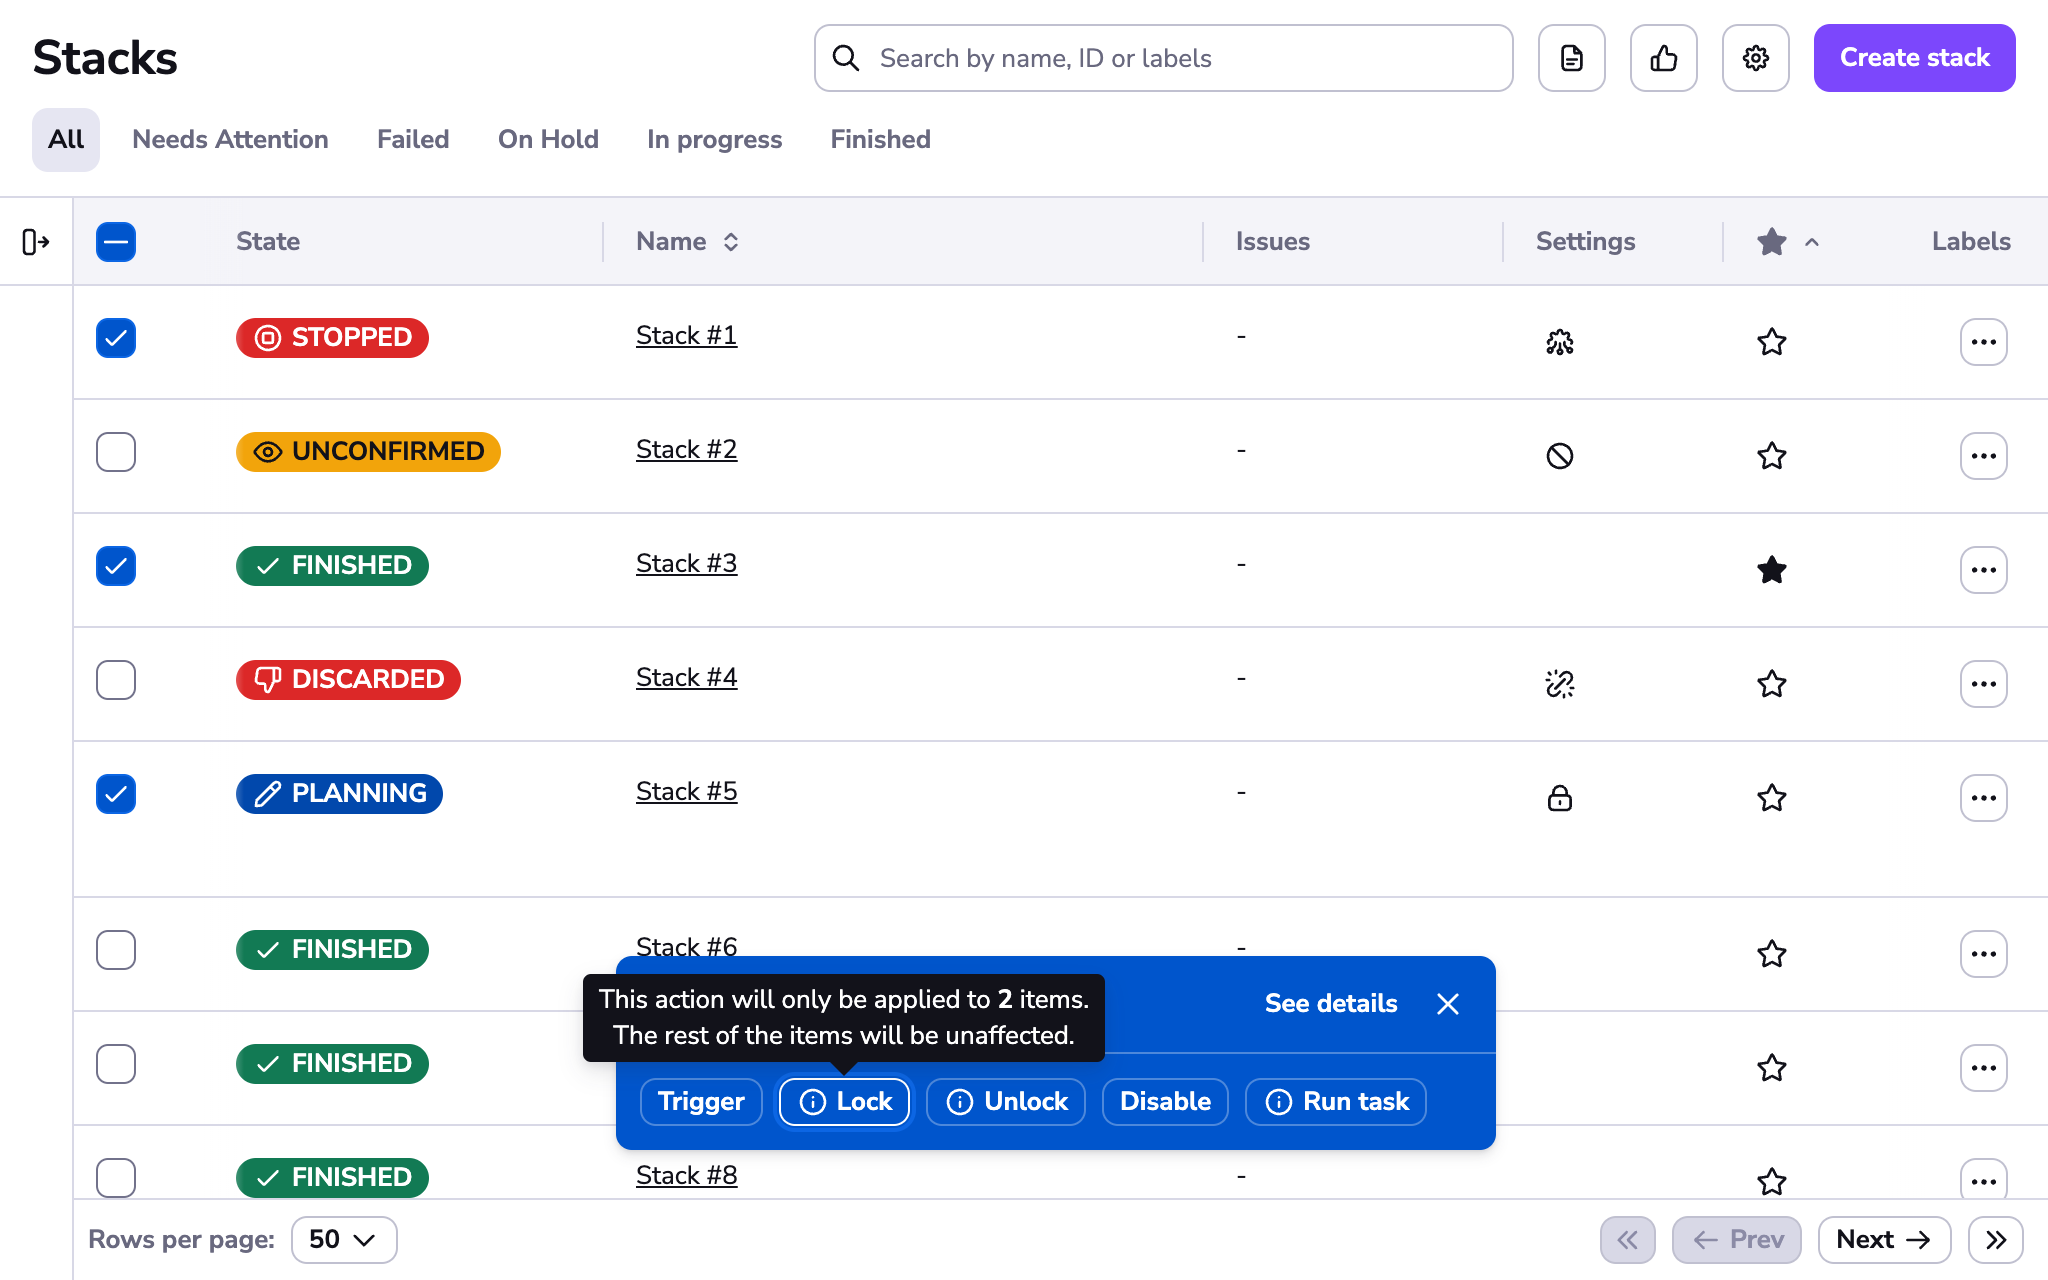 Stacks
Search by name, ID or labels
Create stack
All Needs Attention Failed On Hold In progress Finished
State Name Issues Settings Labels
STOPPED Stack #1 -
UNCONFIRMED Stack #2 -
FINISHED Stack #3 -
DISCARDED Stack #4 -
PLANNING Stack #5 -
FINISHED Stack #6 -
This action will only be applied to 2 items.
The rest of the items will be unaffected.
See details
FINISHED
Trigger Lock Unlock Disable Run task
FINISHED Stack #8 -
Rows per page: 50 Prev Next